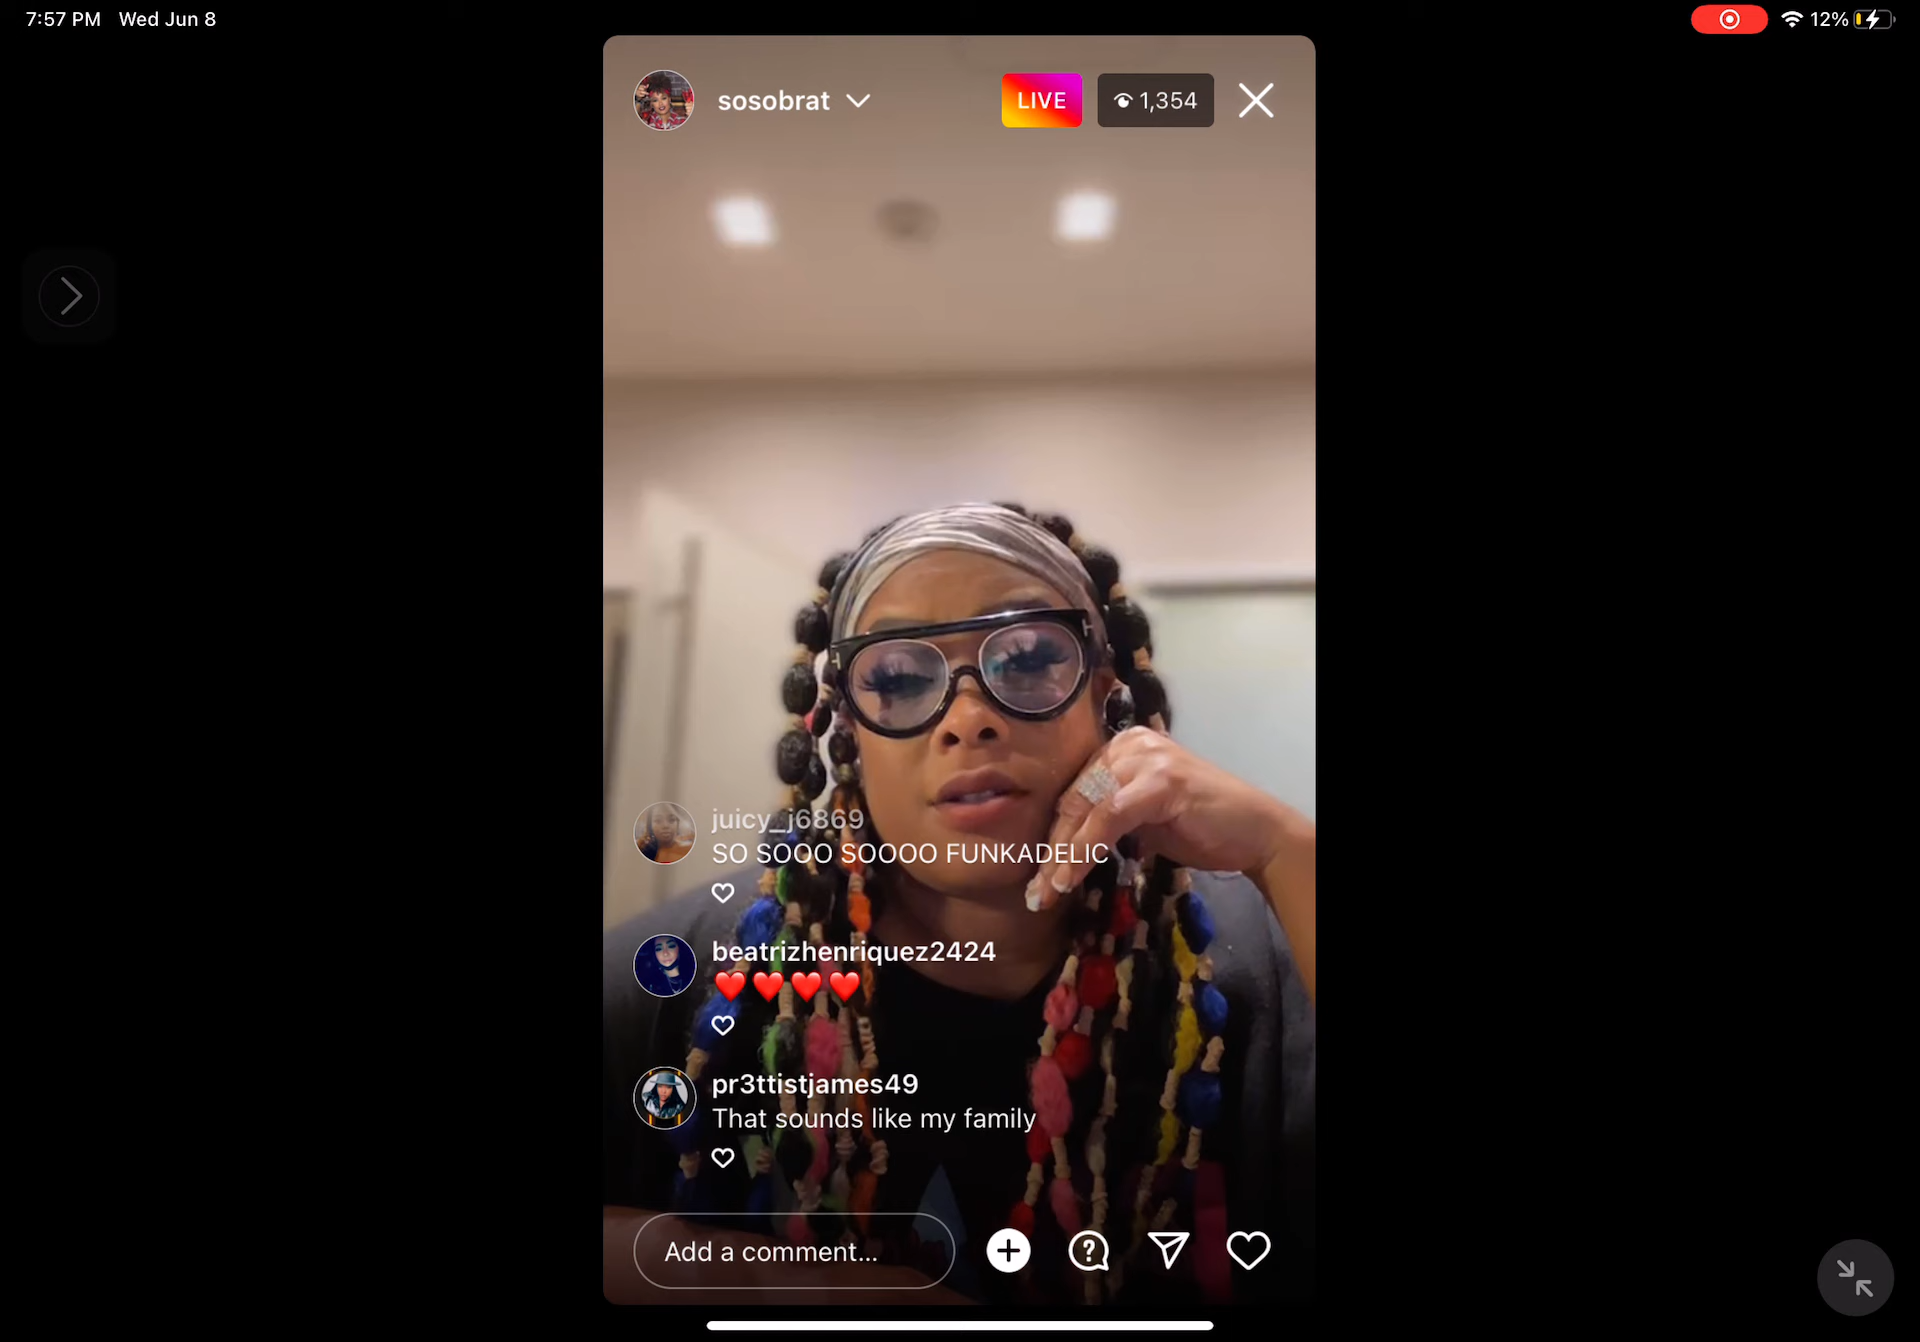 7:57 PM Wed Jun 8
12%
sosobrat
LIVE
1,354
juicy_j6869
SO SOOO SOOOO FUNKADELIC
beatrizhenriquez2424
❤️❤️❤️❤️
pr3ttistjames49
That sounds like my family
Add a comment...